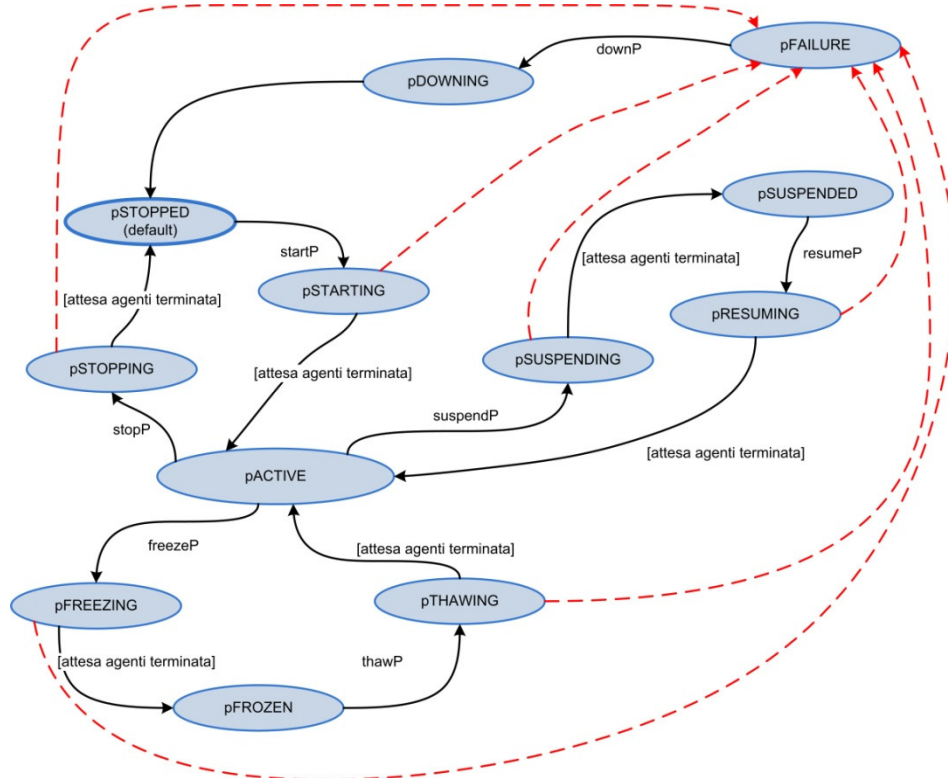 pFAILURE
downP
pDOWNING
pSTOPPED
(default)
pSUSPENDED
startP
[attesa agenti terminata]
resumeP
pSTARTING
[attesa agenti terminata]
pRESUMING
pSTOPPING
pSUSPENDING
[attesa agenti terminata]
stopP
suspendP
[attesa agenti terminata]
pACTIVE
freezeP
[attesa agenti terminata]
pFREEZING
pTHAWING
[attesa agenti terminata]
thawP
pFROZEN